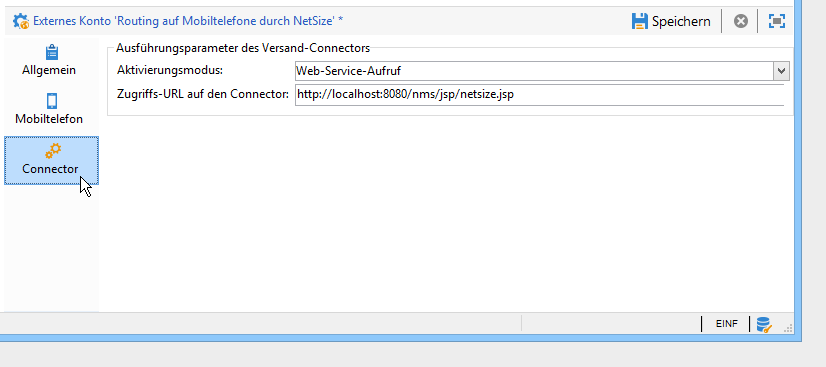 Externes Konto 'Routing auf Mobiltelefone durch NetSize' *
Speichern
Allgemein
Mobiltelefon
Connector
Ausführungsparameter des Versand-Connectors
Aktivierungsmodus: Web-Service-Aufruf
Zugriffs-URL auf den Connector: http://localhost:8080/nms/jsp/netsize.jsp
EINF